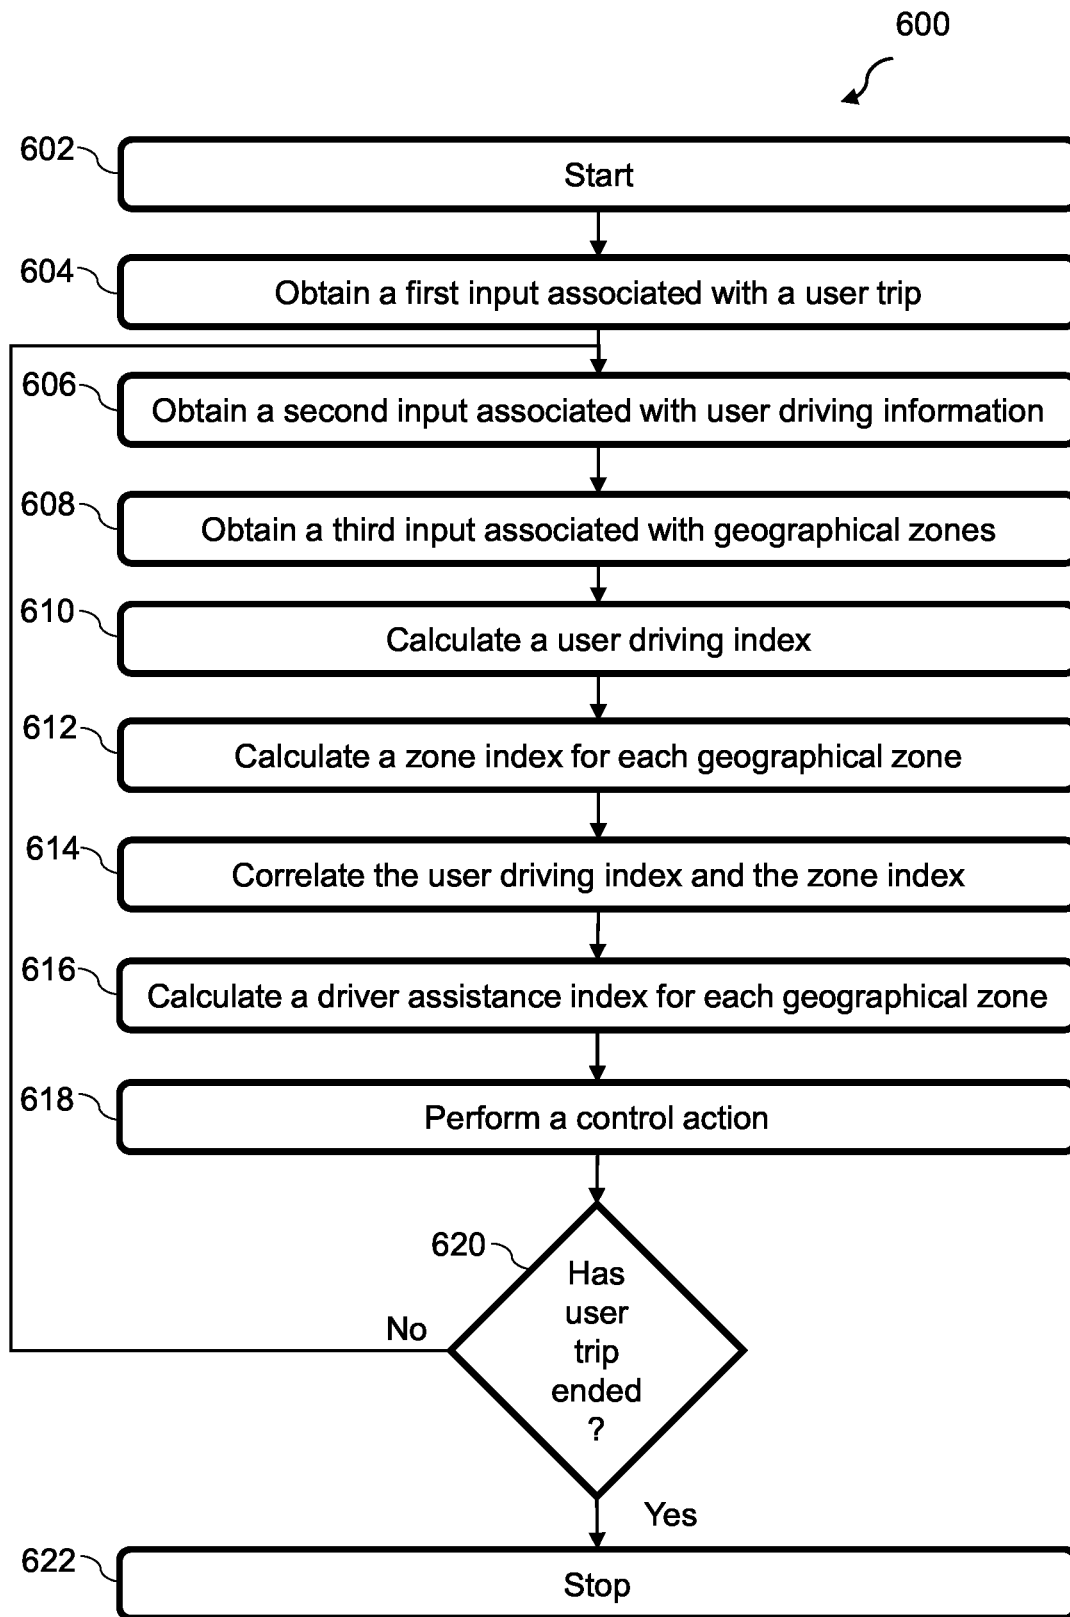 600
602
Start
604
Obtain a first input associated with a user trip
606
Obtain a second input associated with user driving information
608
Obtain a third input associated with geographical zones
610
Calculate a user driving index
612
Calculate a zone index for each geographical zone
614
Correlate the user driving index and the zone index
616
Calculate a driver assistance index for each geographical zone
618
Perform a control action
620
Has
user
trip
ended
?
No
Yes
622
Stop